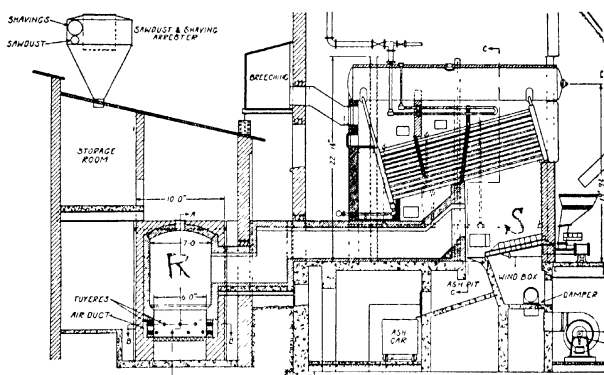 SHAVINGS
SAWDUST
SAWDUST & SHAVING
ARRESTER
BREECHING
C
STORAGE
ROOM
10'.0"
A
7'.0
R
S
6'.0"
TUYERES
AIR DUCT
B
B
ASH PIT
C
WIND BOX
DAMPER
ASH
CAR